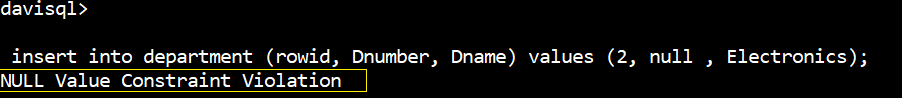 davisql>
insert into department (rowid, Dnumber, Dname) values (2, null , Electronics);
NULL Value Constraint Violation